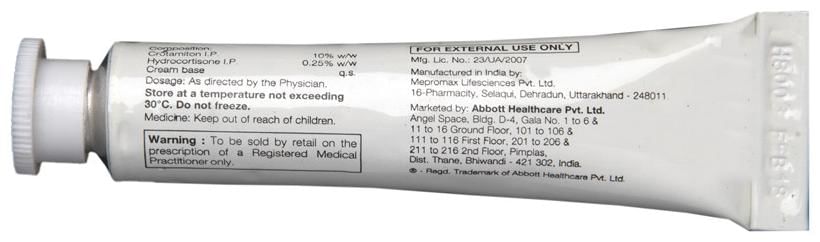 Composition:
Crotamiton I.P. 10% w/w
Hydrocortisone I.P. 0.25% w/w
Cream base q.s.
Dosage: As directed by the Physician.
Store at a temperature not exceeding
30°C. Do not freeze.
Medicine: Keep out of reach of children.
Warning : To be sold by retail on the
prescription of a Registered Medical
Practitioner only.
FOR EXTERNAL USE ONLY
Mfg. Lic. No.: 23/UA/2007
Manufactured in India by:
Mepromax Lifesciences Pvt. Ltd.
16-Pharmacity, Selaqui, Dehradun, Uttarakhand - 248011
Marketed by: Abbott Healthcare Pvt. Ltd.
Angel Space, Bldg. D-4, Gala No. 1 to 6 &
11 to 16 Ground Floor, 101 to 106 &
111 to 116 First Floor, 201 to 206 &
211 to 216 2nd Floor, Pimplas,
Dist. Thane, Bhiwandi - 421 302, India.
® - Regd. Trademark of Abbott Healthcare Pvt. Ltd.